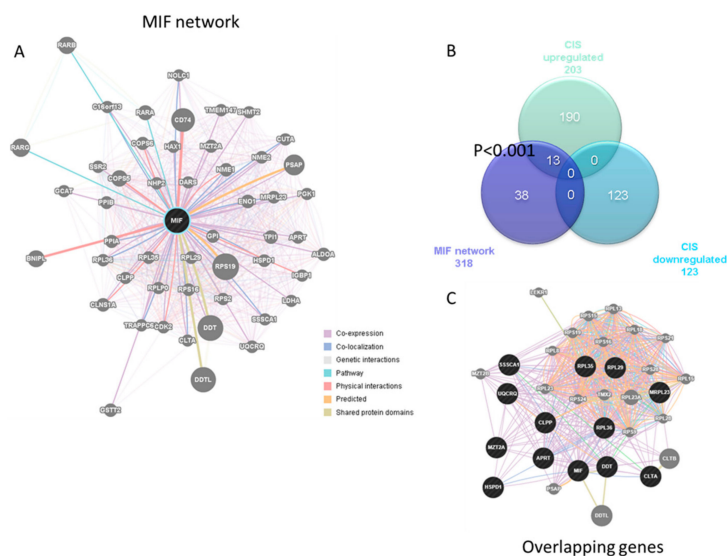 MIF network
A
RARB
NOLC1
C16orf13
RARA
TMEM147
SHMT2
CD74
RARG
COPS6
HAX1
MZT2A
CUTA
SSR2
NME2
PSAP
COPS5
NHP2
DARS
NME1
GCAT
PPIB
ENO1
MRPL23
PGK1
MIF
BNIPL
PPIA
GPI
TPI1
APRT
RPL36
RPL35
RPL29
HSPD1
ALDOA
CLPP
RPS19
IGBP1
CLNS1A
RPLP0
RPS16
RPS2
LDHA
TRAPPC6
CDK2
DDT
SSSCA1
CLTA
UQCRQ
DDTL
GSTT2
Co-expression
Co-localization
Genetic interactions
Pathway
Physical interactions
Predicted
Shared protein domains
B
CIS
upregulated
203
190
P<0.001
13
0
0
0
38
123
MIF network
318
CIS
downregulated
123
C
SSSCA1
RPL35
RPL29
UQCRQ
MRPL23
RPL23A
CLPP
RPL36
MZT2A
APRT
MIF
DDT
CLTB
CLTA
HSPD1
DDTL
Overlapping genes